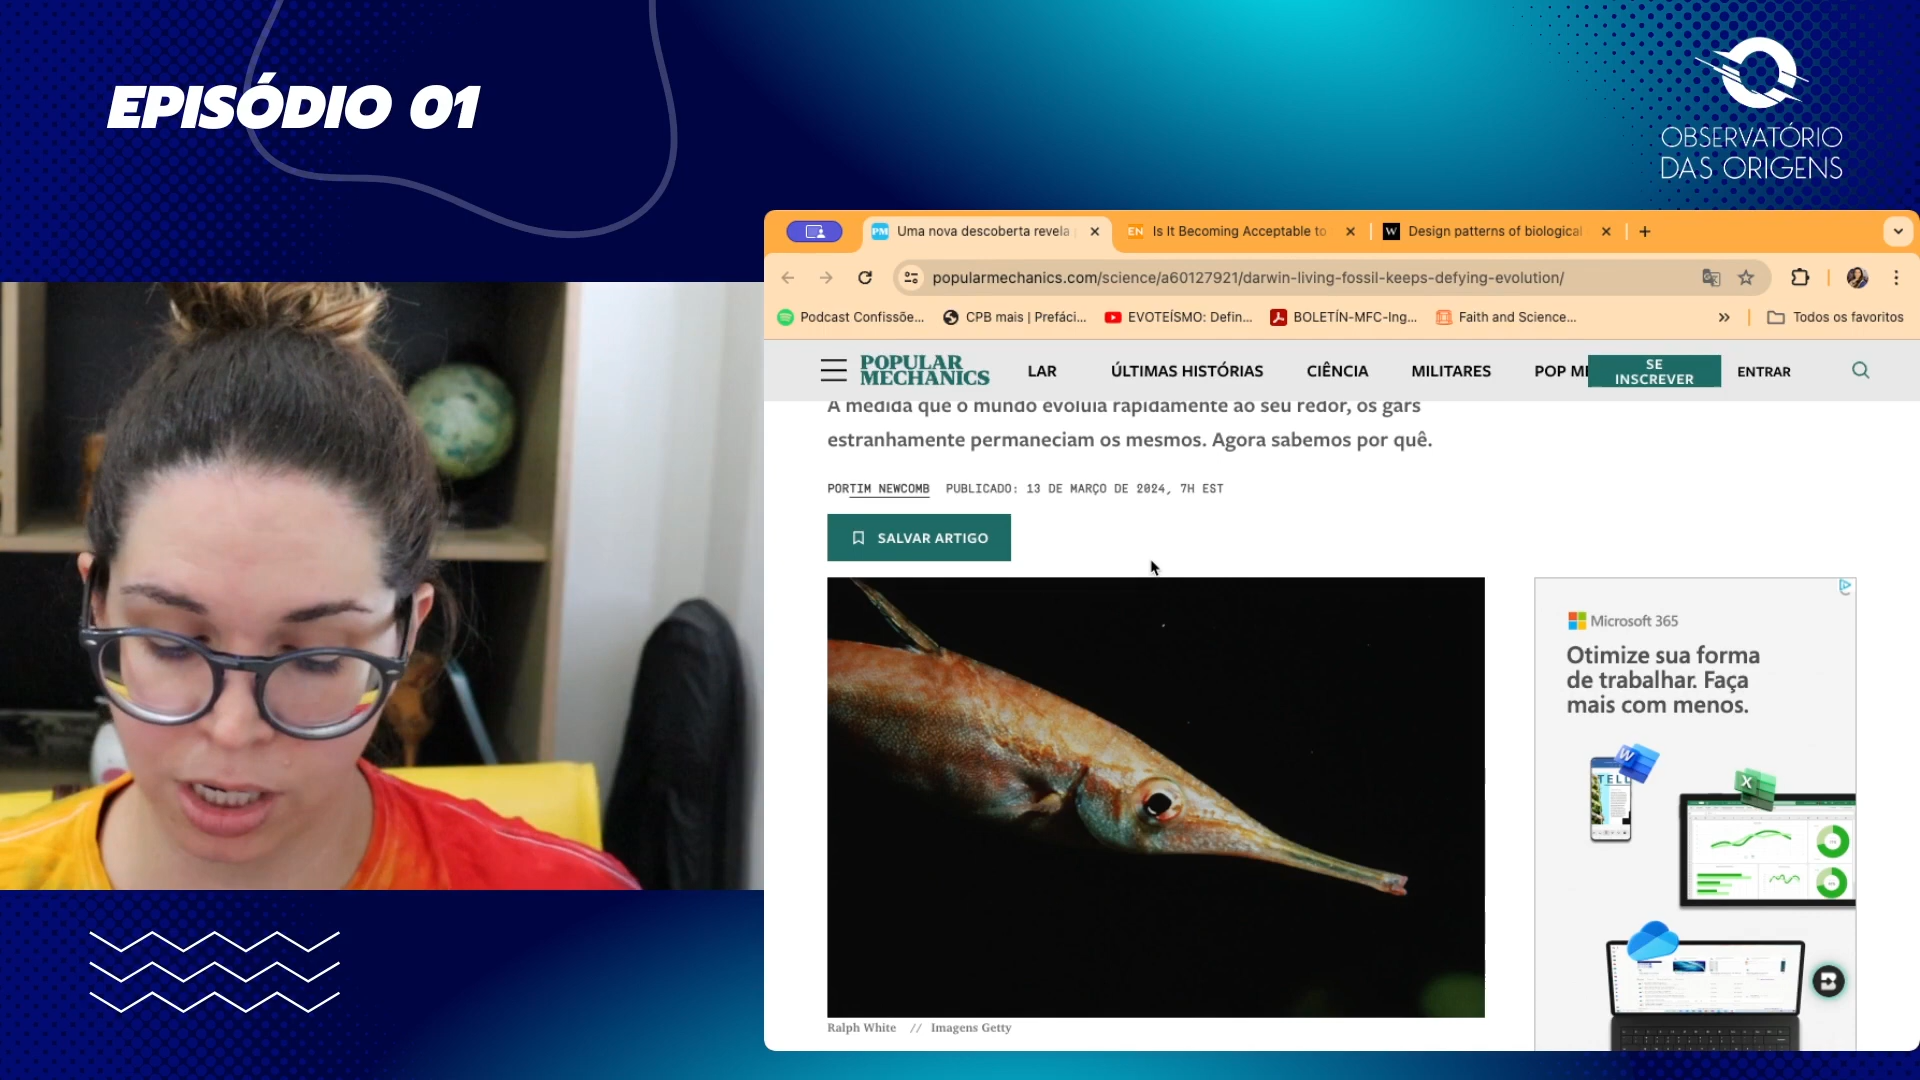 EPISÓDIO 01
OBSERVATÓRIO
DAS ORIGENS
PM Uma nova descoberta revela
EN Is It Becoming Acceptable to
W Design patterns of biological
popularmechanics.com/science/a60127921/darwin-living-fossil-keeps-defying-evolution/
Podcast Confissõe...
CPB mais | Prefáci...
EVOTEÍSMO: Defin...
BOLETÍN-MFC-Ing...
Faith and Science...
Todos os favoritos
POPULAR
MECHANICS
LAR
ÚLTIMAS HISTÓRIAS
CIÊNCIA
MILITARES
POP
SE
INSCREVER
ENTRAR
À medida que o mundo evoluía rapidamente ao seu redor, os gars
estranhamente permaneciam os mesmos. Agora sabemos por quê.
PORTIM NEWCOMB PUBLICADO: 13 DE MARÇO DE 2024, 7H EST
SALVAR ARTIGO
Ralph White // Imagens Getty
Microsoft 365
Otimize sua forma
de trabalhar. Faça
mais com menos.
W
TELL
X
B